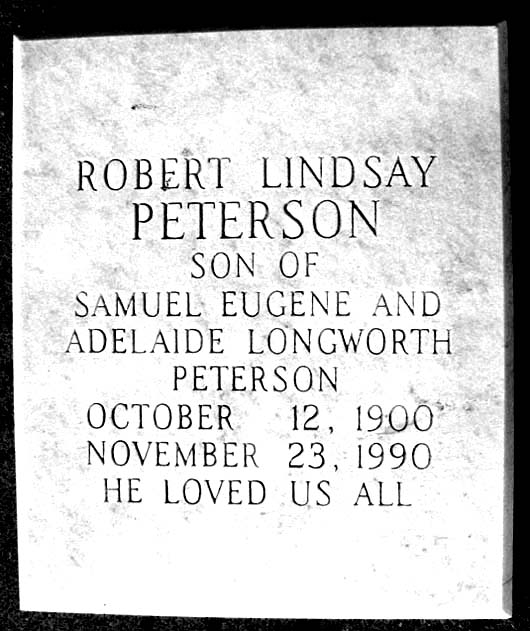 ROBERT LINDSAY
PETERSON
SON OF
SAMUEL EUGENE AND
ADELAIDE LONGWORTH
PETERSON
OCTOBER 12, 1900
NOVEMBER 23, 1990
HE LOVED US ALL